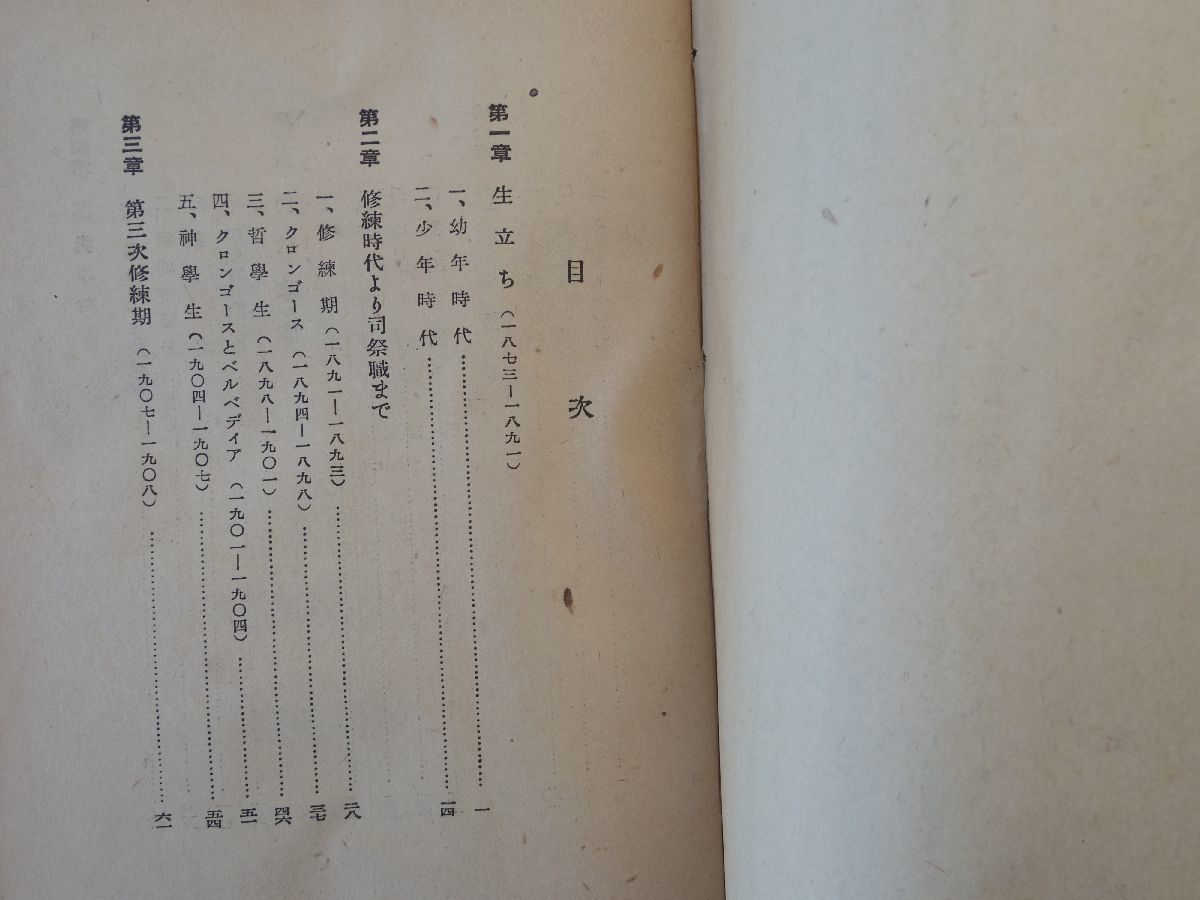 目次
第一章 生立ち（一八七三―一八九一）
一、幼年時代……一
二、少年時代……一四
第二章 修練時代より司祭職まで
一、修練期（一八九一―一八九三）……二八
二、クロンゴース（一八九四―一八九八）……三七
三、哲學生（一八九八―一九〇一）……四六
四、クロンゴースとベルベディア（一九〇一―一九〇四）……五一
五、神學生（一九〇四―一九〇七）……五四
第三章 第三次修練期（一九〇七―一九〇八）……六一